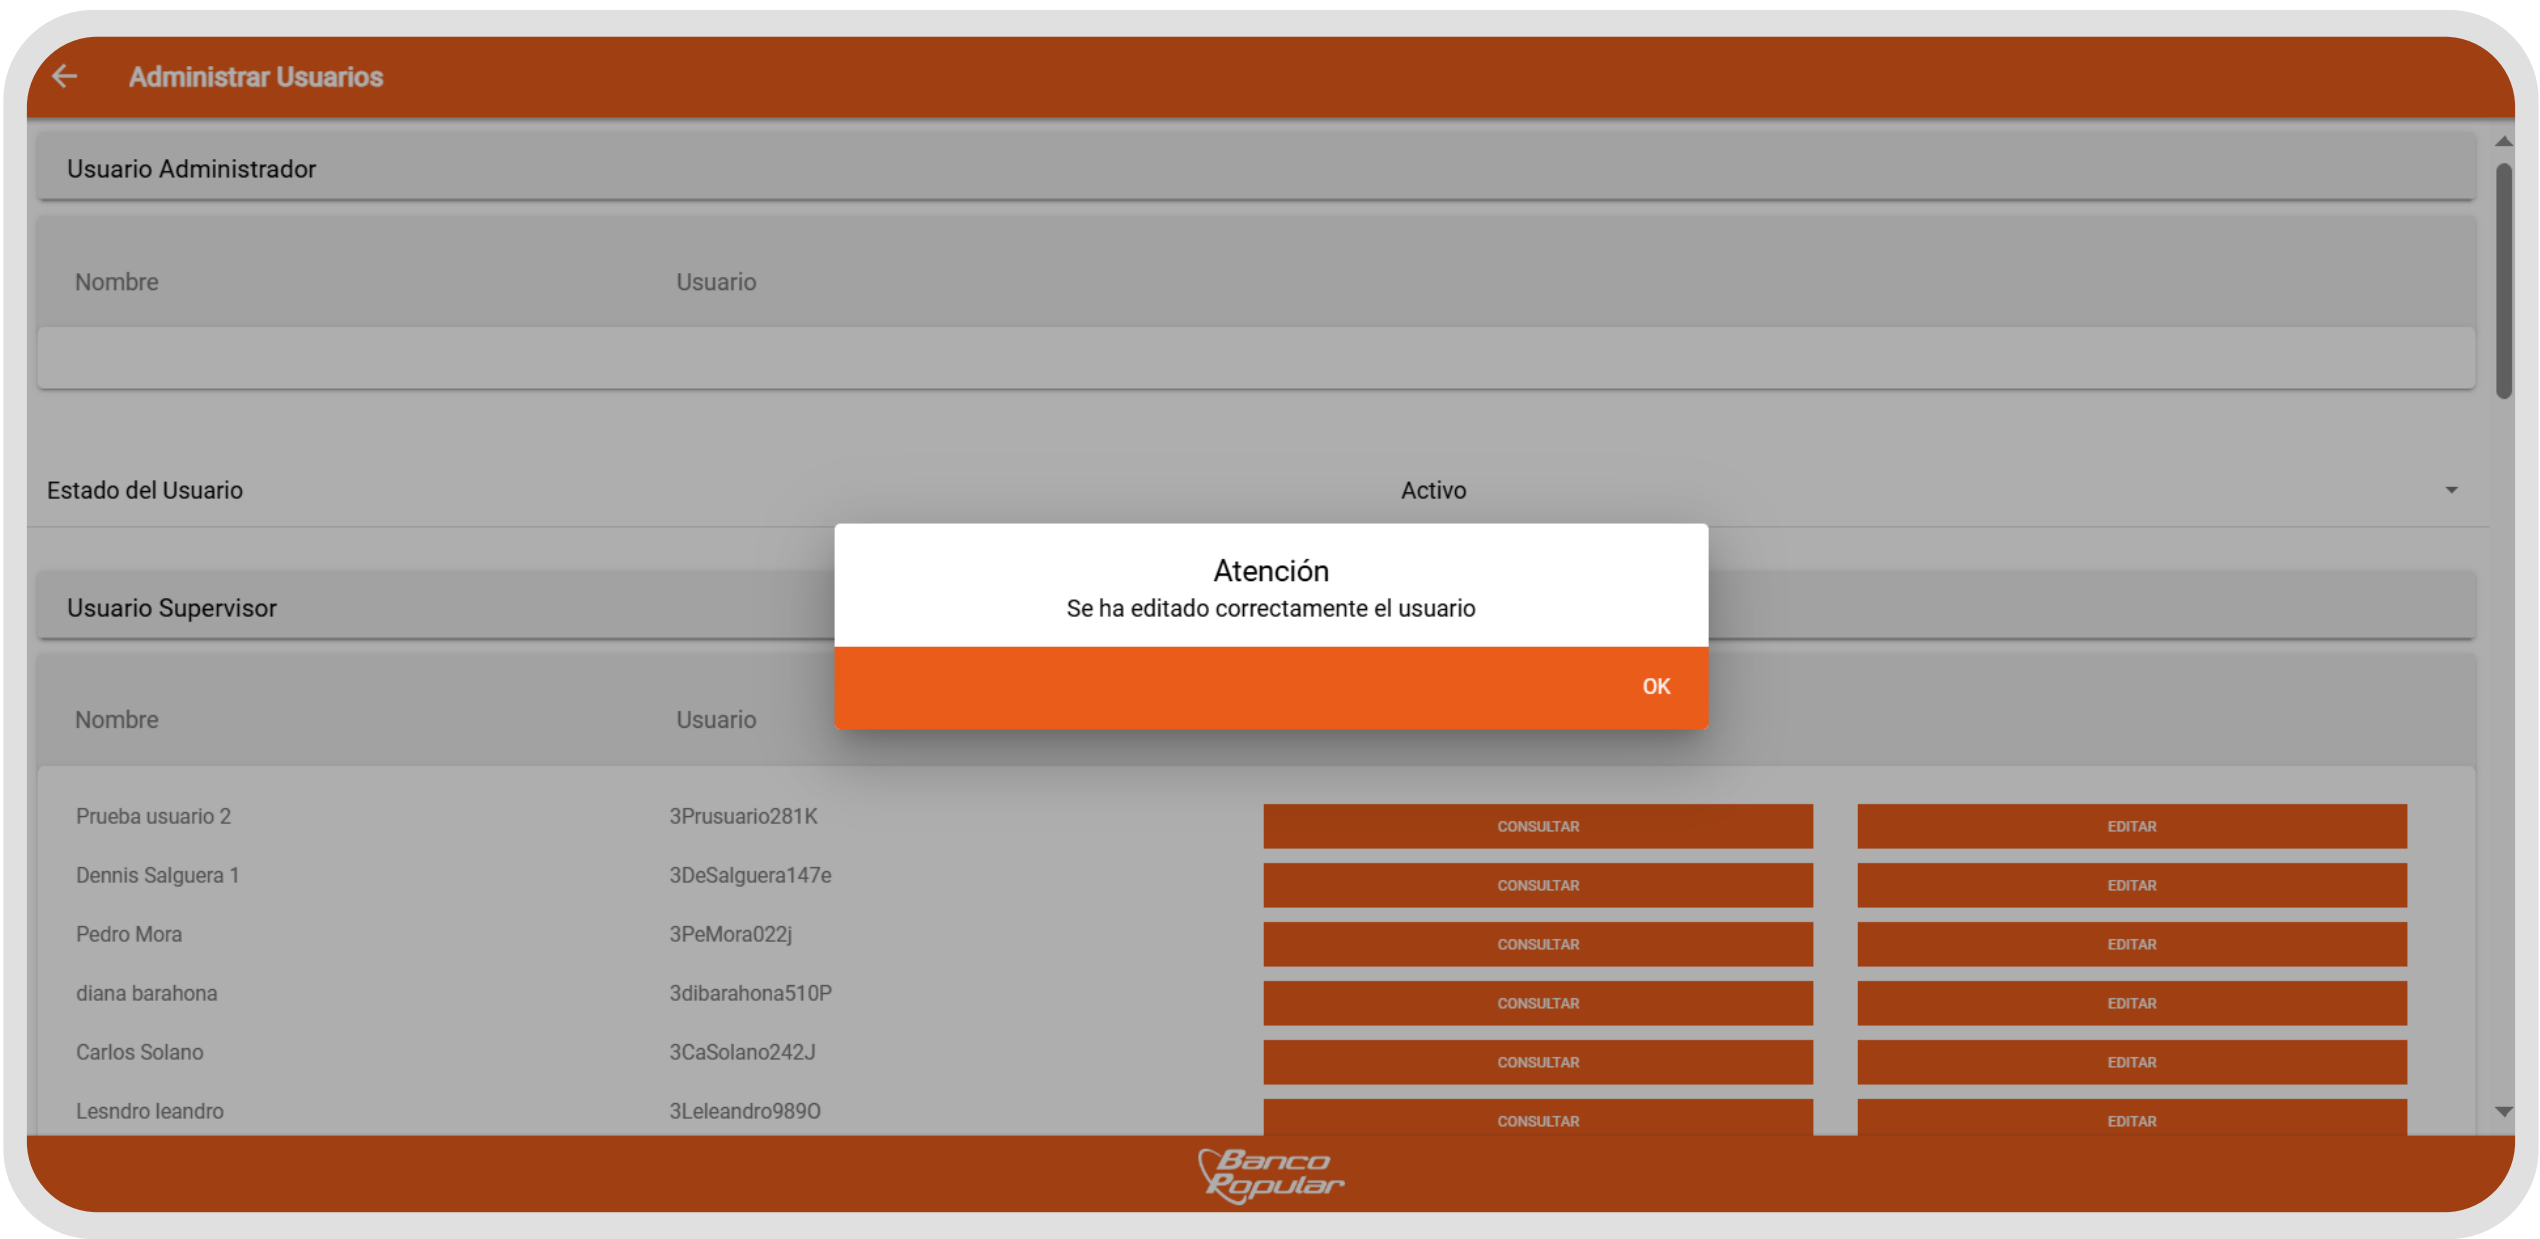 Administrar Usuarios
Usuario Administrador
Nombre Usuario
Estado del Usuario Activo
Atención
Se ha editado correctamente el usuario
OK
Usuario Supervisor
Nombre Usuario
Prueba usuario 2 3Prusuario281K CONSULTAR EDITAR
Dennis Salguera 1 3DeSalguera147e CONSULTAR EDITAR
Pedro Mora 3PeMora022j CONSULTAR EDITAR
diana barahona 3dibarahona510P CONSULTAR EDITAR
Carlos Solano 3CaSolano242J CONSULTAR EDITAR
Lesndro leandro 3Leleandro989O CONSULTAR EDITAR
Banco
Popular